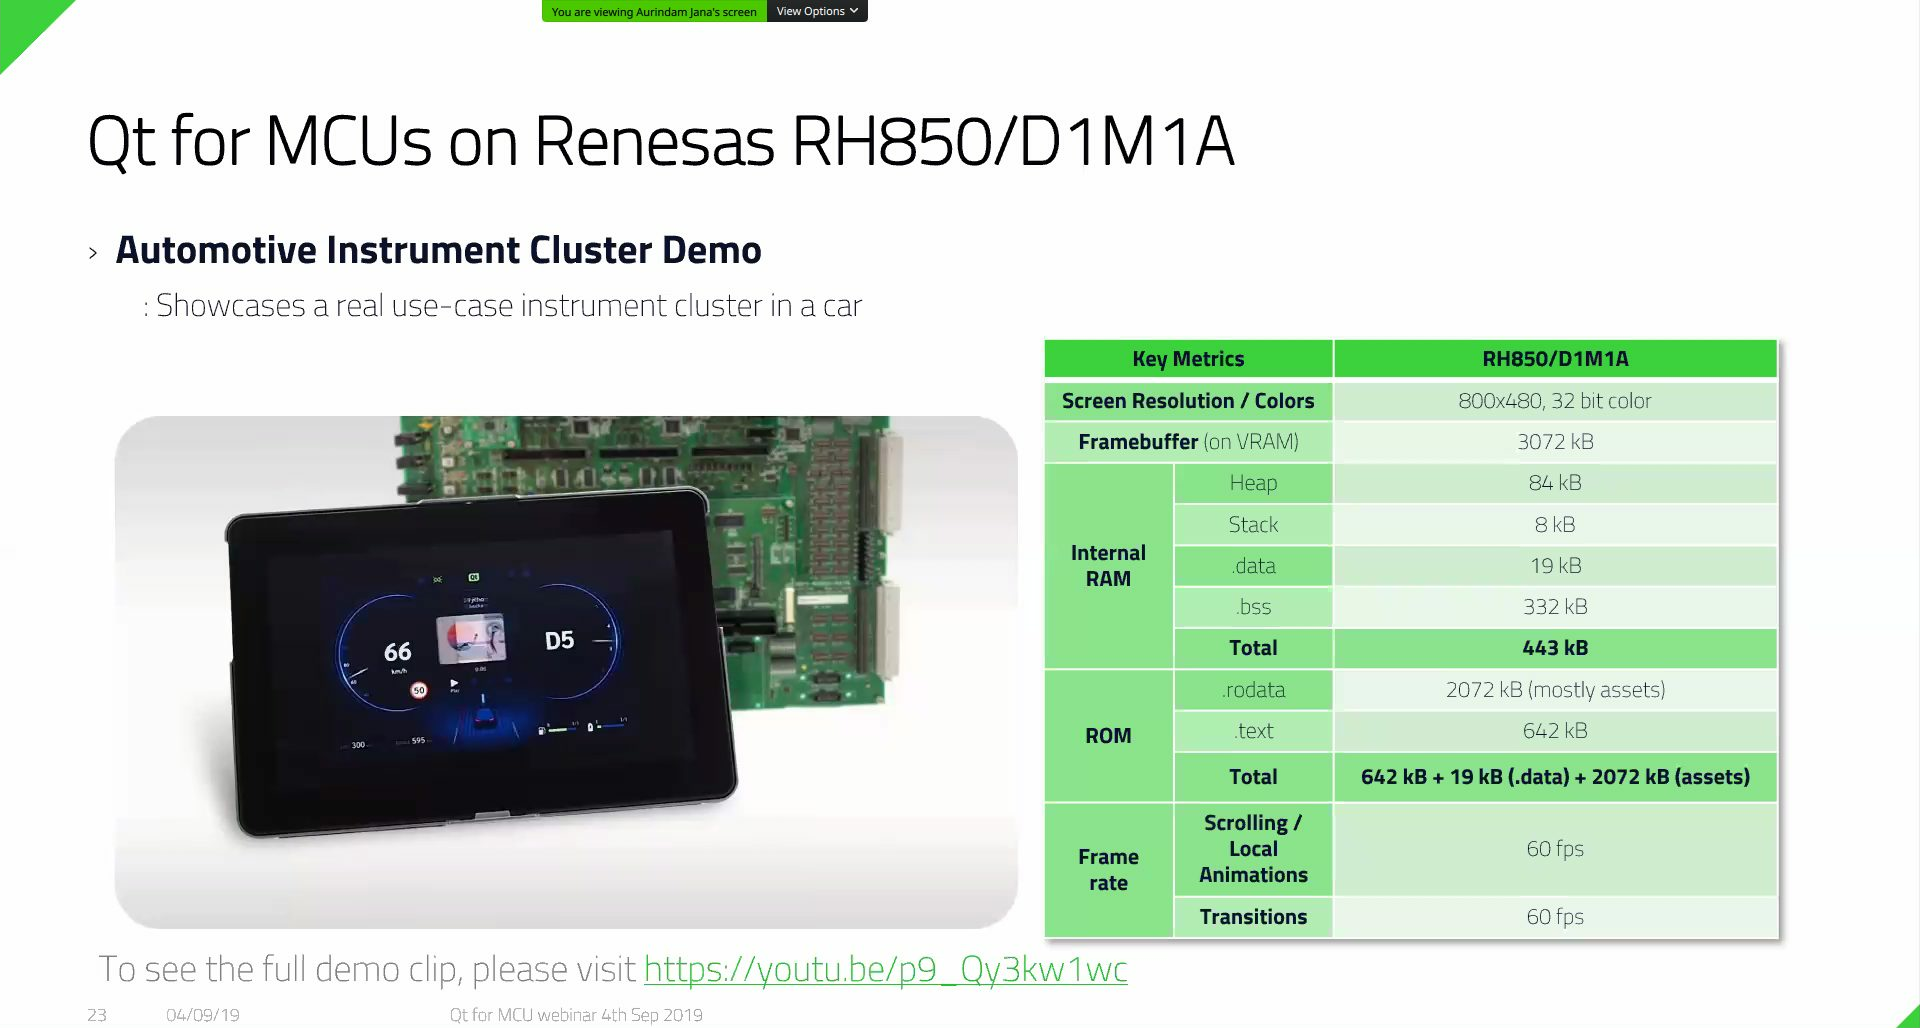 You are viewing Aurindam Jana's screen View Options
Qt for MCUs on Renesas RH850/D1M1A
› Automotive Instrument Cluster Demo
: Showcases a real use-case instrument cluster in a car
Key Metrics RH850/D1M1A
Screen Resolution / Colors 800x480, 32 bit color
Framebuffer (on VRAM) 3072 kB
Internal RAM
Heap 84 kB
Stack 8 kB
.data 19 kB
.bss 332 kB
Total 443 kB
ROM
.rodata 2072 kB (mostly assets)
.text 642 kB
Total 642 kB + 19 kB (.data) + 2072 kB (assets)
Frame rate
Scrolling / Local Animations 60 fps
Transitions 60 fps
Qt
66
km/h
50
D5
Play
300
595
To see the full demo clip, please visit https://youtu.be/p9_Qy3kw1wc
23 04/09/19 Qt for MCU webinar 4th Sep 2019